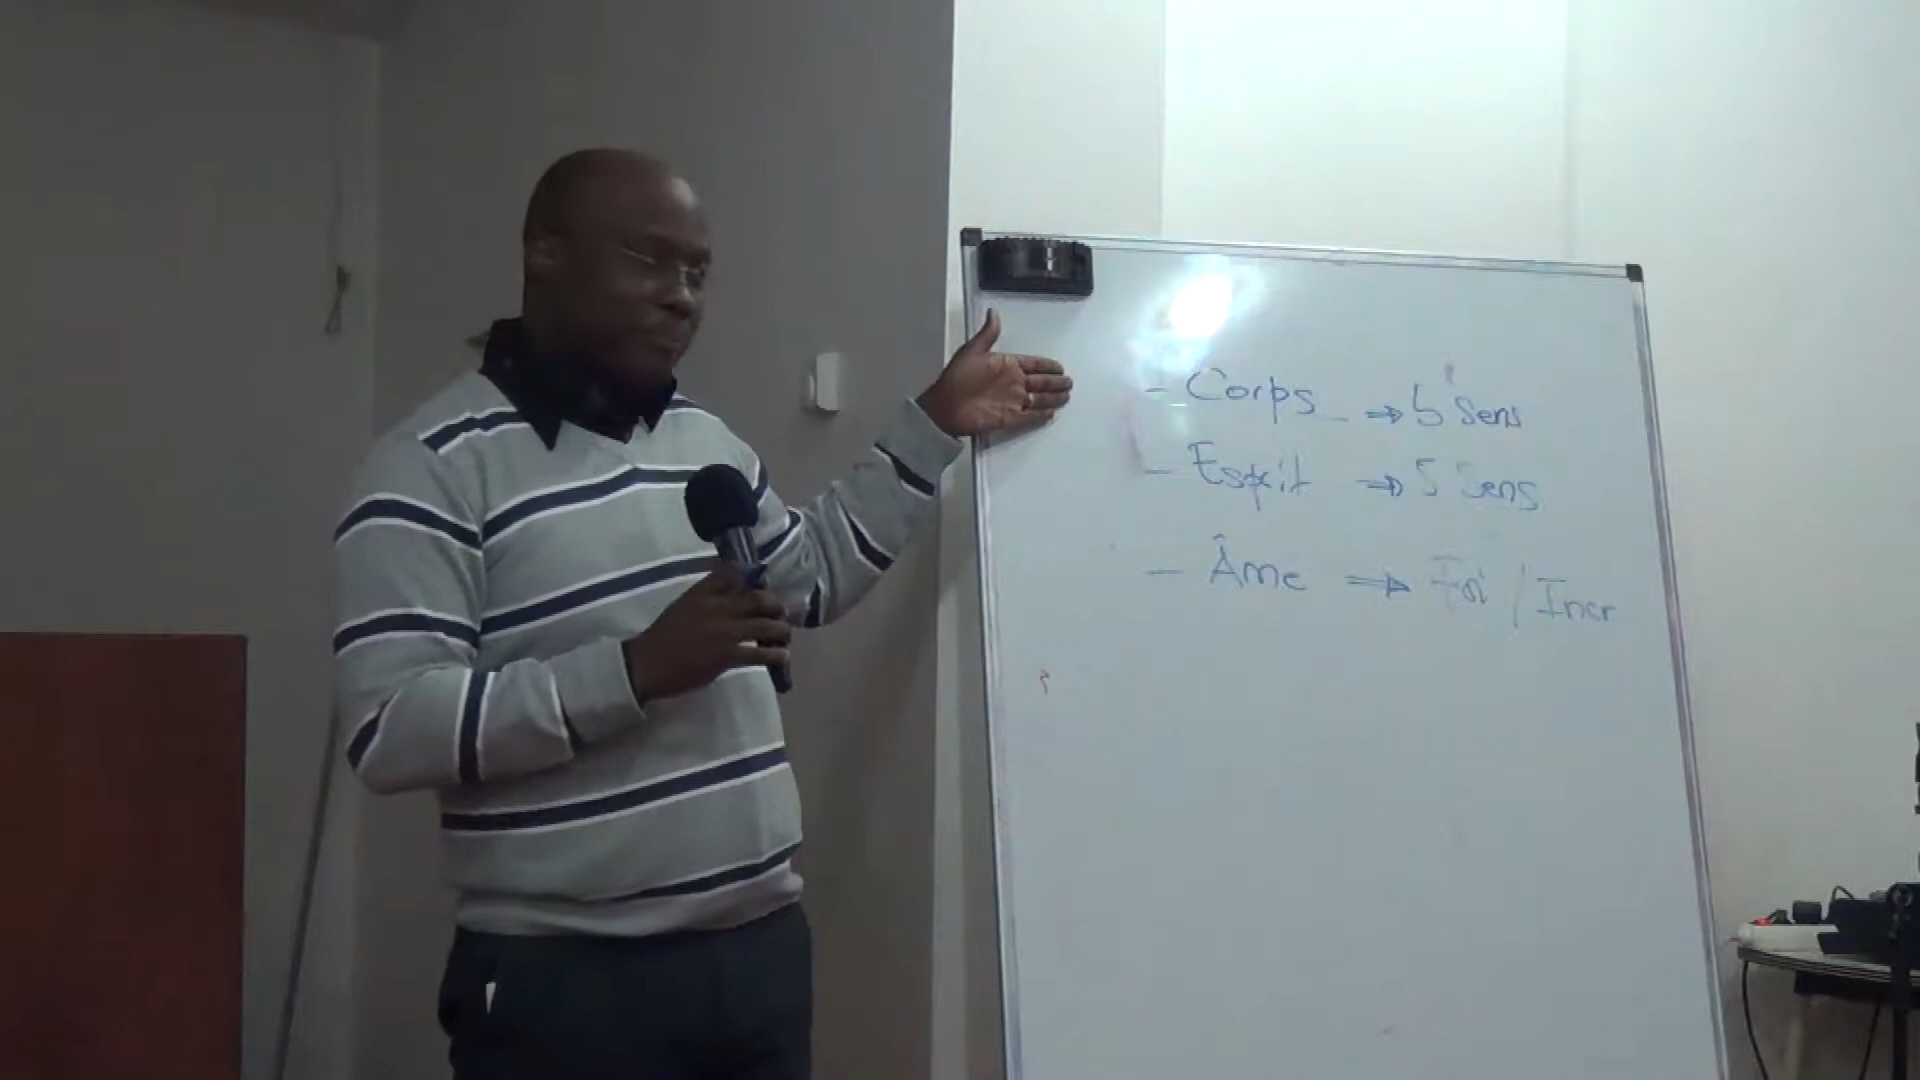 - Corps ⇒ 5 Sens
- Esprit ⇒ 5 Sens
- Âme ⇒ Foi / Incr